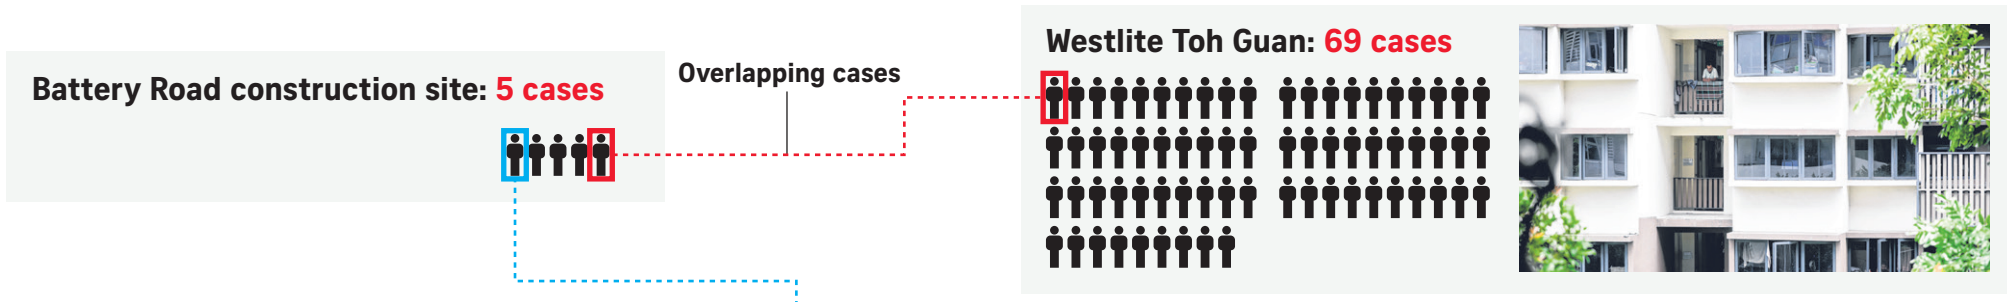 Battery Road construction site: 5 cases
Overlapping cases
Westlite Toh Guan: 69 cases